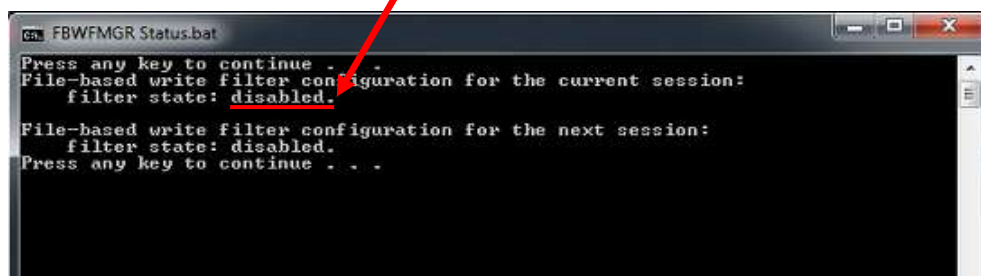 FBWFMGR Status.bat
Press any key to continue . . .
File-based write filter configuration for the current session:
filter state: disabled.
File-based write filter configuration for the next session:
filter state: disabled.
Press any key to continue . . .